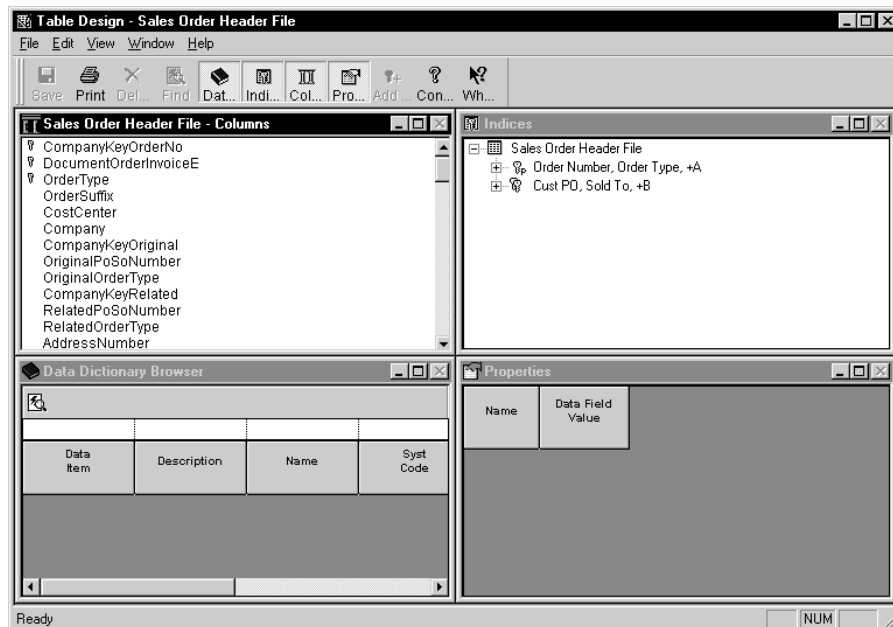 Table Design - Sales Order Header File
File Edit View Window Help
Save Print Del... Find Dat... Indi... Col... Pro... Add ... Con... Wh...
Sales Order Header File - Columns
CompanyKeyOrderNo
DocumentOrderInvoiceE
OrderType
OrderSuffix
CostCenter
Company
CompanyKeyOriginal
OriginalPoSoNumber
OriginalOrderType
CompanyKeyRelated
RelatedPoSoNumber
RelatedOrderType
AddressNumber
Indices
Sales Order Header File
Order Number, Order Type, +A
Cust PO, Sold To, +B
Data Dictionary Browser
Data Item Description Name Syst Code
Properties
Name Data Field Value
Ready NUM